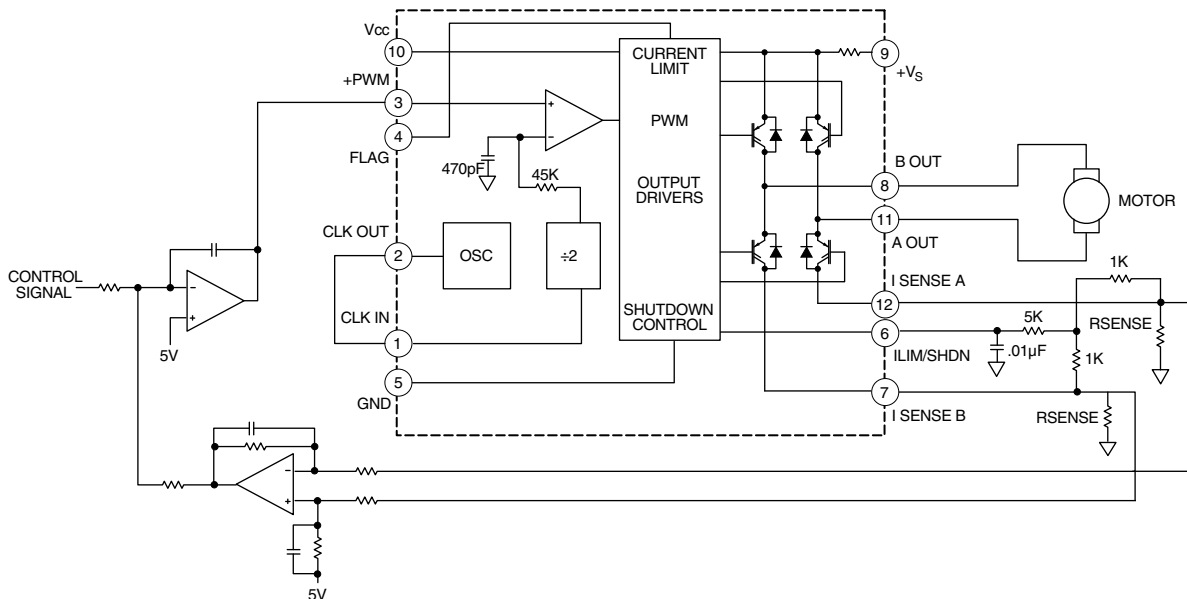 Vcc
10
+PWM
3
4
FLAG
470pF
45K
CLK OUT
2
OSC
÷2
CLK IN
1
5
GND
CURRENT
LIMIT
PWM
OUTPUT
DRIVERS
SHUTDOWN
CONTROL
+
–
9
+VS
B OUT
8
11
A OUT
MOTOR
I SENSE A
12
6
ILIM/SHDN
7
I SENSE B
1K
5K
.01µF
1K
RSENSE
RSENSE
CONTROL
SIGNAL
–
+
5V
–
+
5V